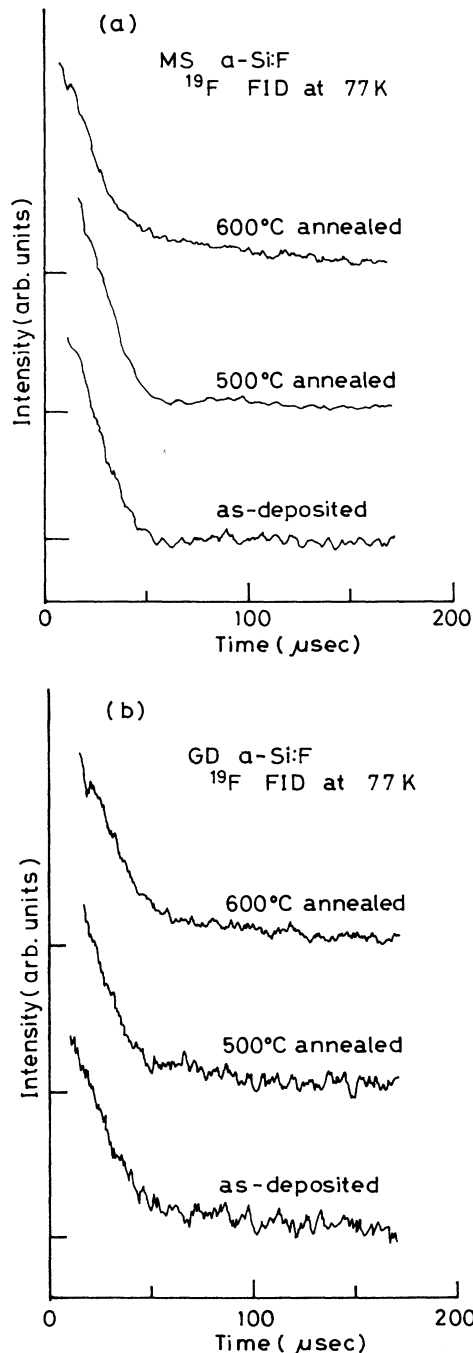 (a)
MS a-Si:F
¹⁹F FID at 77K
600°C annealed
500°C annealed
as-deposited
Intensity (arb. units)
0 100 200
Time (μsec)
(b)
GD a-Si:F
¹⁹F FID at 77K
600°C annealed
500°C annealed
as-deposited
Intensity (arb. units)
0 100 200
Time (μsec)